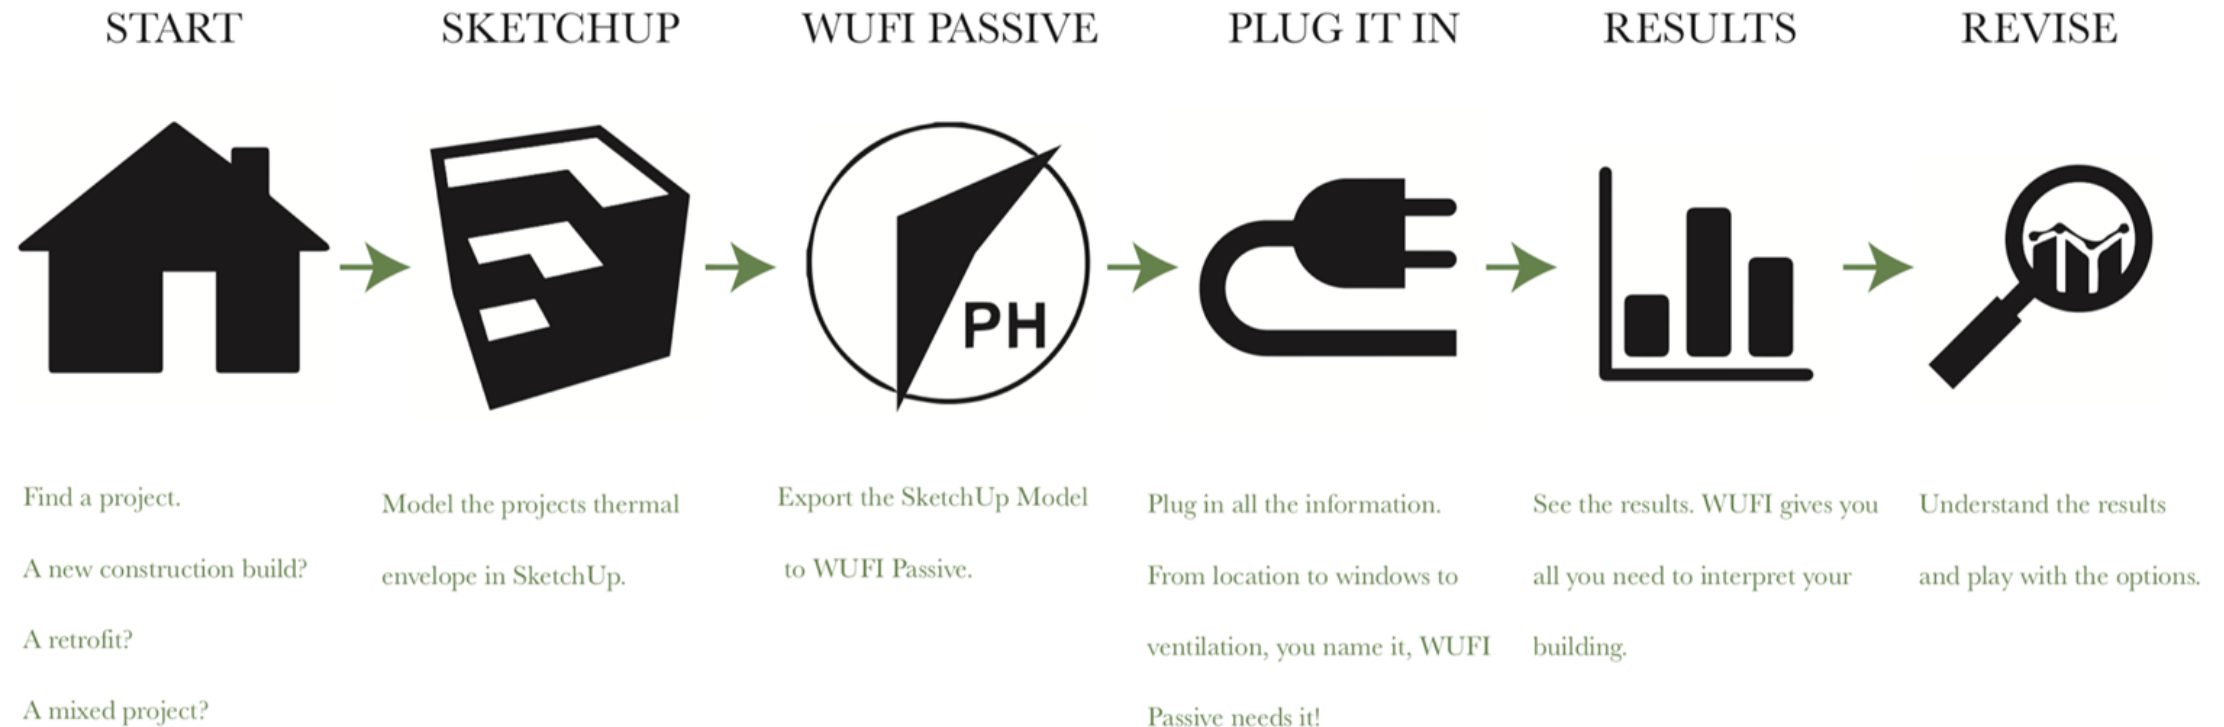 START
SKETCHUP
WUFI PASSIVE
PLUG IT IN
RESULTS
REVISE
PH
Find a project.
A new construction build?
A retrofit?
A mixed project?
Model the projects thermal
envelope in SketchUp.
Export the SketchUp Model
to WUFI Passive.
Plug in all the information.
From location to windows to
ventilation, you name it, WUFI
Passive needs it!
See the results. WUFI gives you
all you need to interpret your
building.
Understand the results
and play with the options.